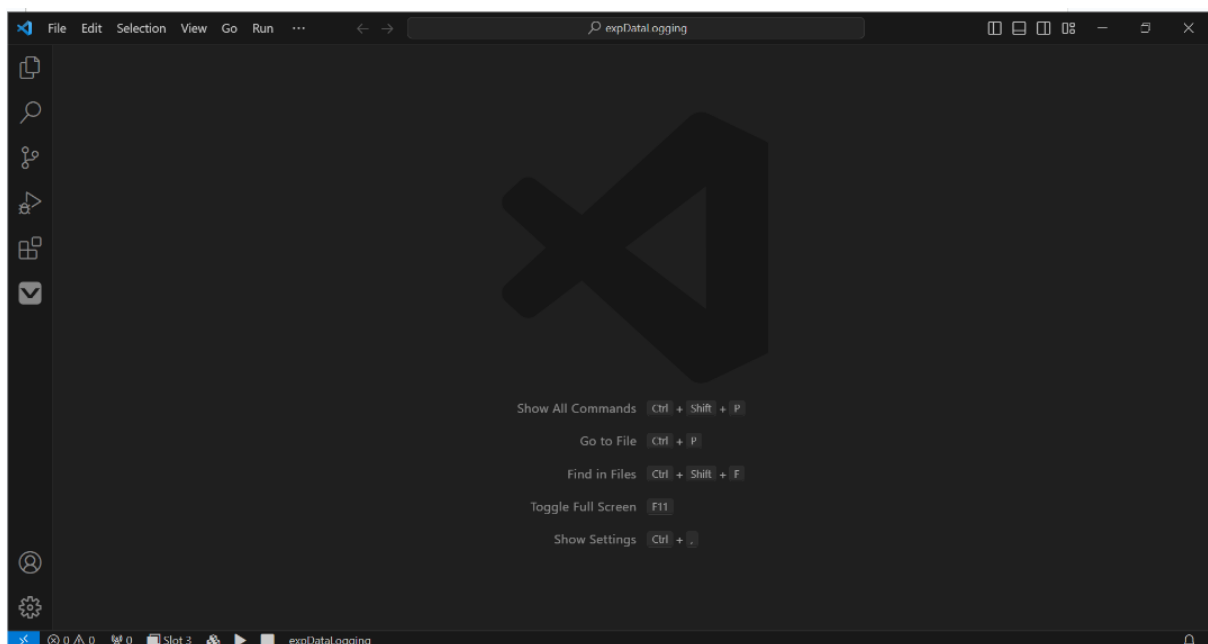 File Edit Selection View Go Run ··· expDataLogging
Show All Commands Ctrl + Shift + P
Go to File Ctrl + P
Find in Files Ctrl + Shift + F
Toggle Full Screen F11
Show Settings Ctrl + ,
0 0 0 Slot 3 expDataLogging